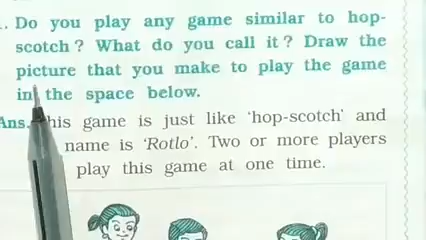 . Do you play any game similar to hop-
scotch ? What do you call it ? Draw the
picture that you make to play the game
in the space below.
Ans. his game is just like 'hop-scotch' and
name is 'Rotlo'. Two or more players
play this game at one time.